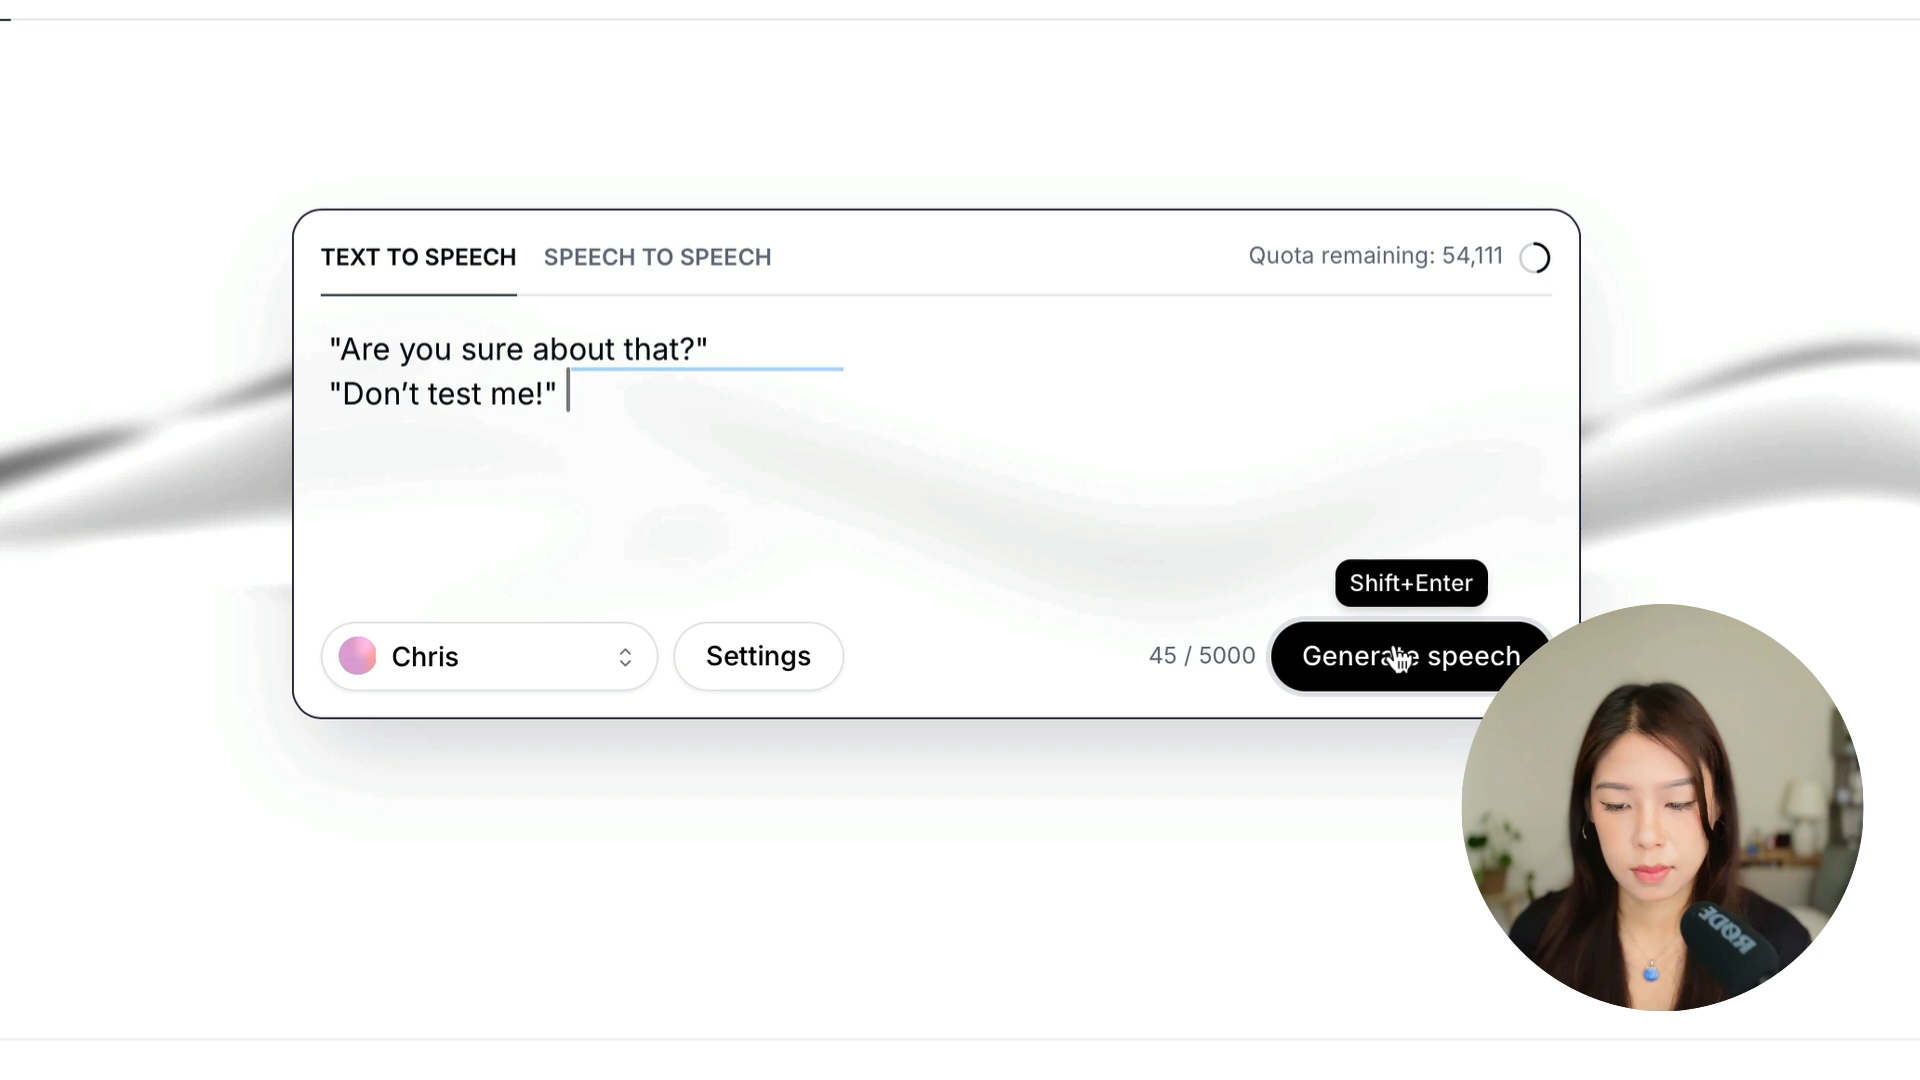 TEXT TO SPEECH SPEECH TO SPEECH Quota remaining: 54,111
"Are you sure about that?"
"Don’t test me!"
Shift+Enter
Chris Settings 45 / 5000 Generate speech
RØDE